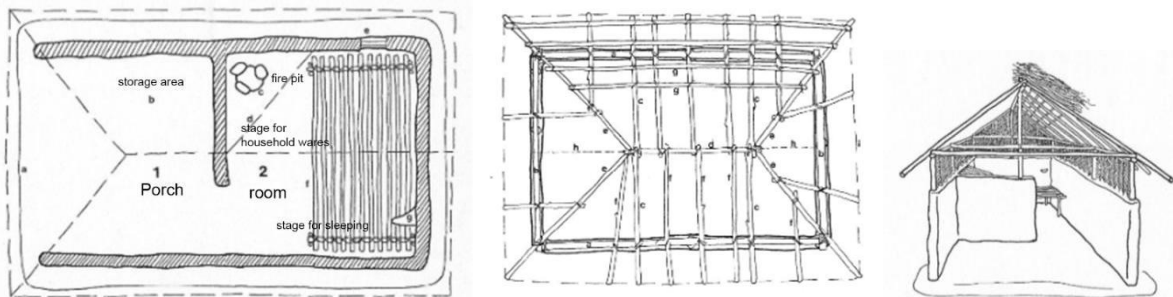 e
storage area
b
fire pit
c
d
stage for
household wares
a
1
Porch
2
room
f
stage for sleeping
g
g
g
c
c
e
e
h
d
h
e
e
f
c
f
f
f
c
f